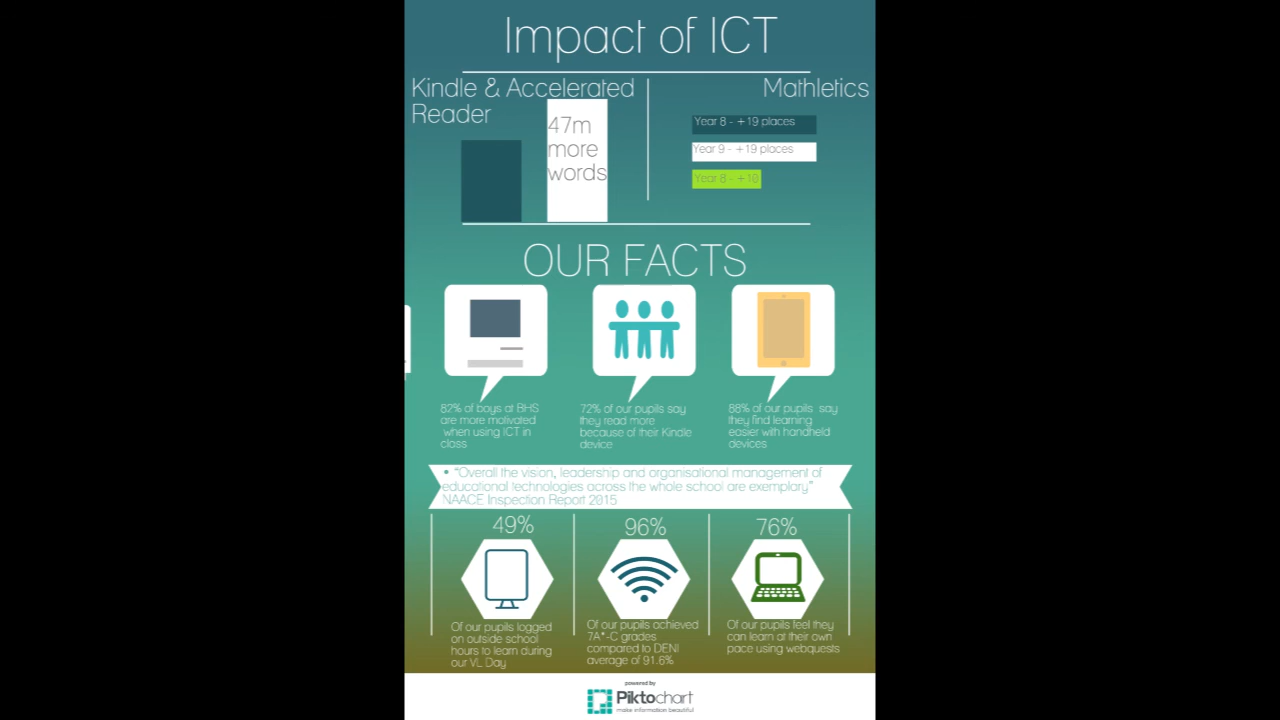 Impact of ICT
Kindle & Accelerated
Reader
47m
more
words
Mathletics
Year 8 - +19 places
Year 9 - +19 places
Year 8 - +10
OUR FACTS
82% of boys at BHS
are more motivated
when using ICT in
class
72% of our pupils say
they read more
because of their Kindle
device
88% of our pupils say
they find learning
easier with handheld
devices
• "Overall the vision, leadership and organisational management of
educational technologies across the whole school are exemplary"
NAACE Inspection Report 2015
49%
Of our pupils logged
on outside school
hours to learn during
our VL Day
96%
Of our pupils achieved
7A*-C grades
compared to DENI
average of 91.6%
76%
Of our pupils feel they
can learn at their own
pace using webquests
powered by
Piktochart
make information beautiful